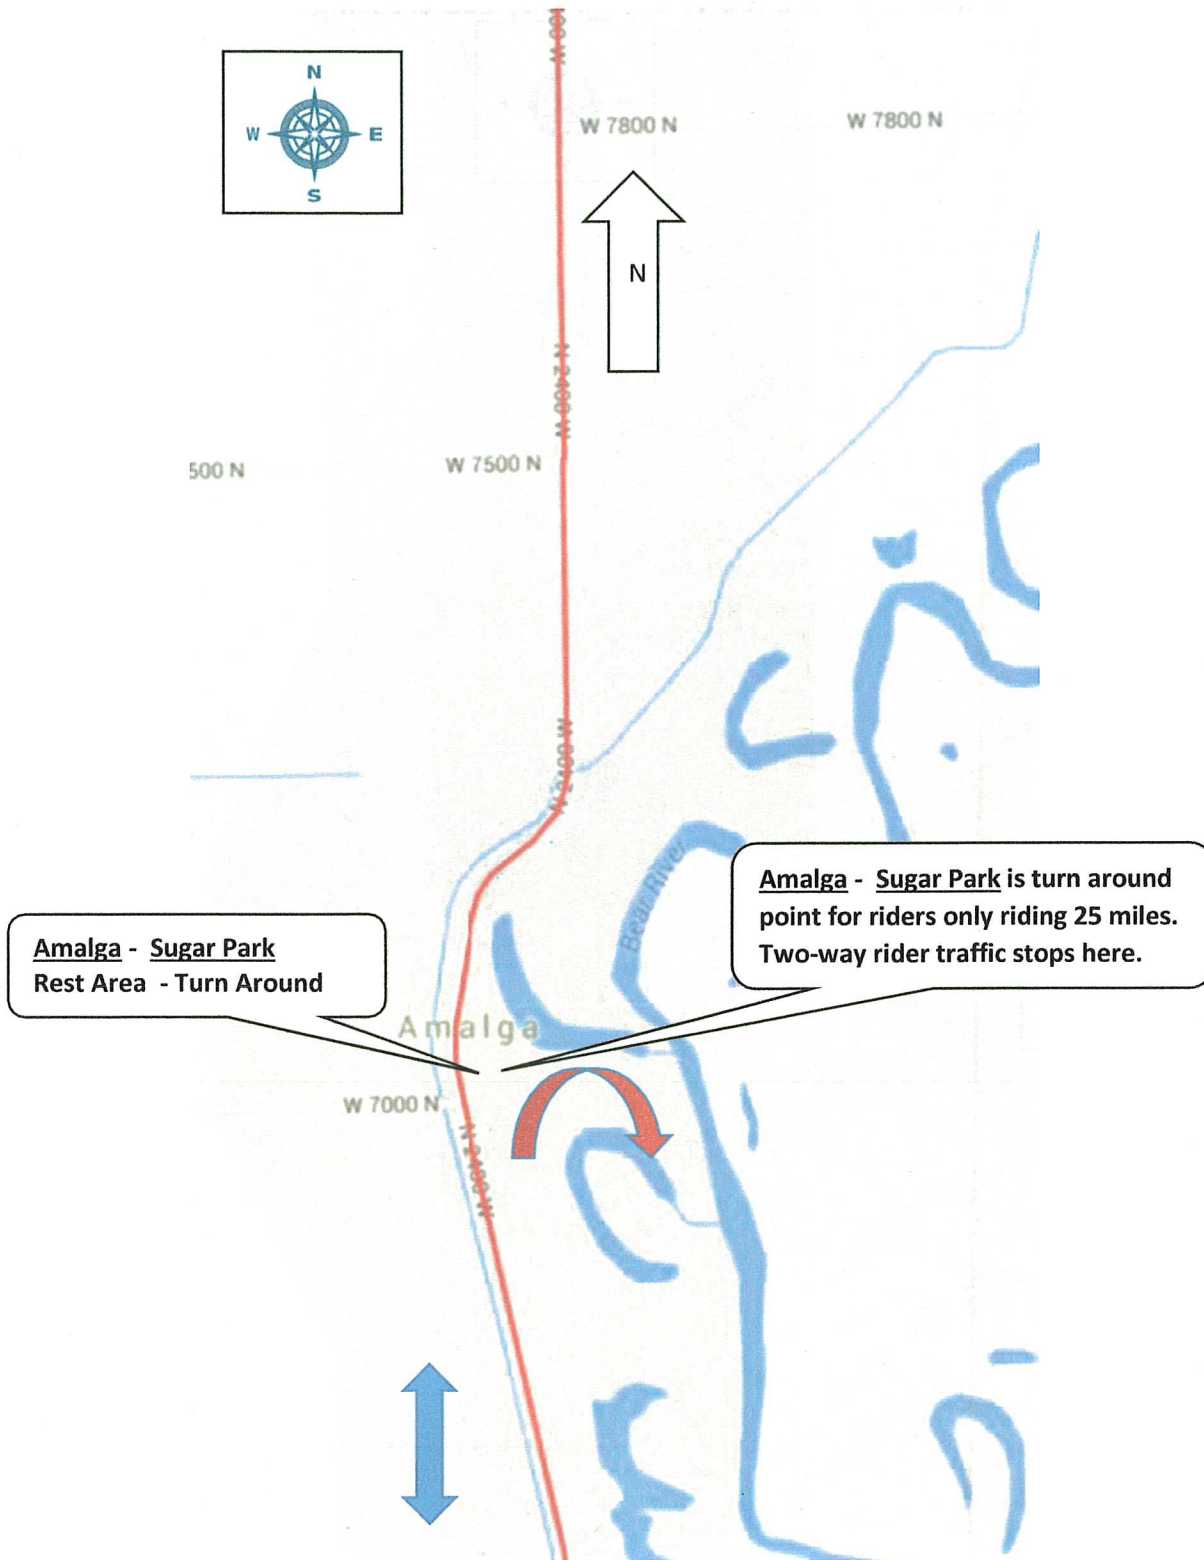 00 W
N
W E
S
W 7800 N
W 7800 N
N
N 2400 W
500 N
W 7500 N
N 2400 W
Bear River
Amalga - Sugar Park is turn around
point for riders only riding 25 miles.
Two-way rider traffic stops here.
Amalga - Sugar Park
Rest Area - Turn Around
Amalga
W 7000 N
N 2400 W